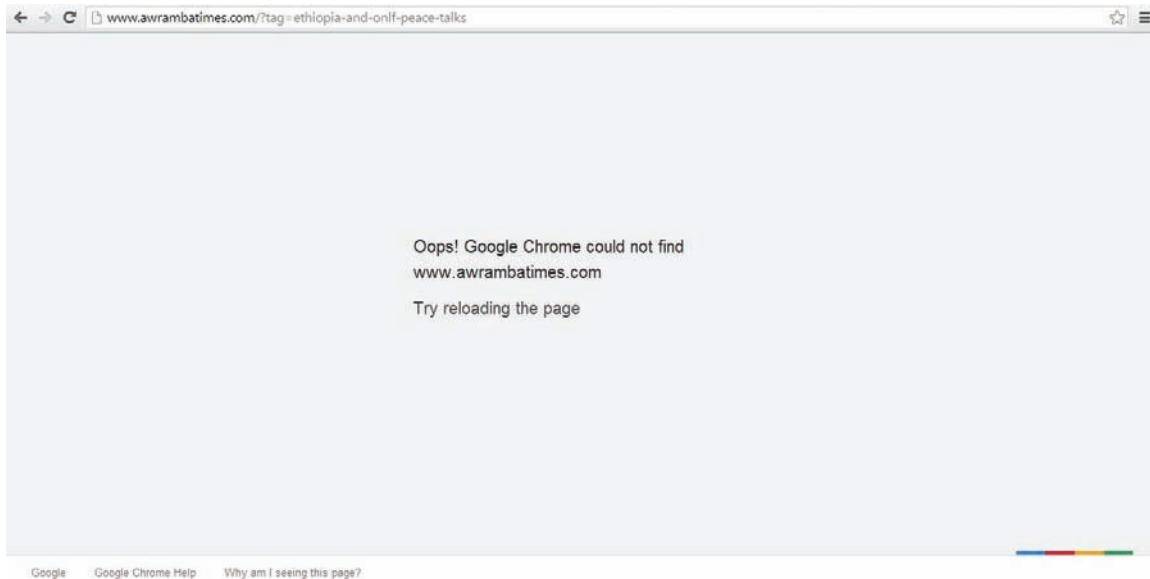 www.awrambatimes.com/?tag=ethiopia-and-onlf-peace-talks
Oops! Google Chrome could not find
www.awrambatimes.com
Try reloading the page
Google Google Chrome Help Why am I seeing this page?